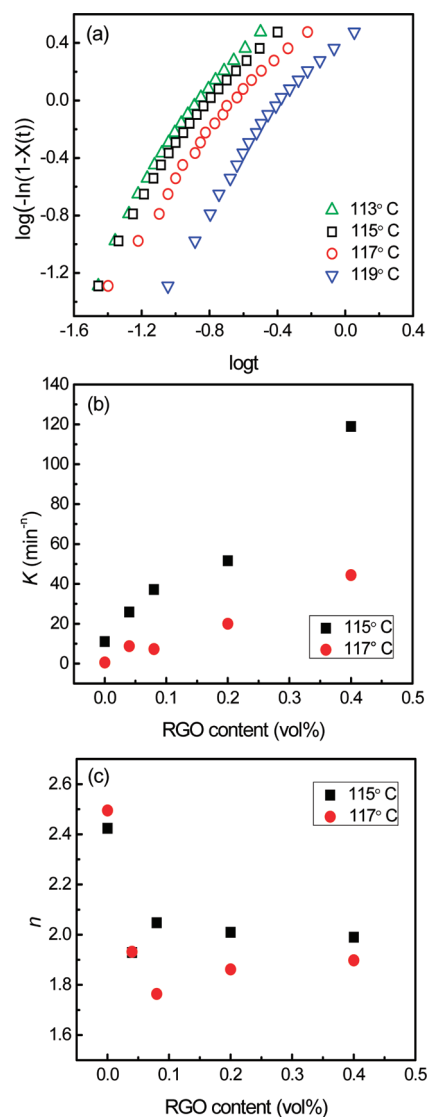 (a)
log(-ln(1-X(t))
0.4
0.0
-0.4
-0.8
-1.2
113° C
115° C
117° C
119° C
-1.6 -1.2 -0.8 -0.4 0.0 0.4
logt
(b)
K (min⁻ⁿ)
140
120
100
80
60
40
20
0
115° C
117° C
0.0 0.1 0.2 0.3 0.4 0.5
RGO content (vol%)
(c)
n
2.6
2.4
2.2
2.0
1.8
1.6
115° C
117° C
0.0 0.1 0.2 0.3 0.4 0.5
RGO content (vol%)